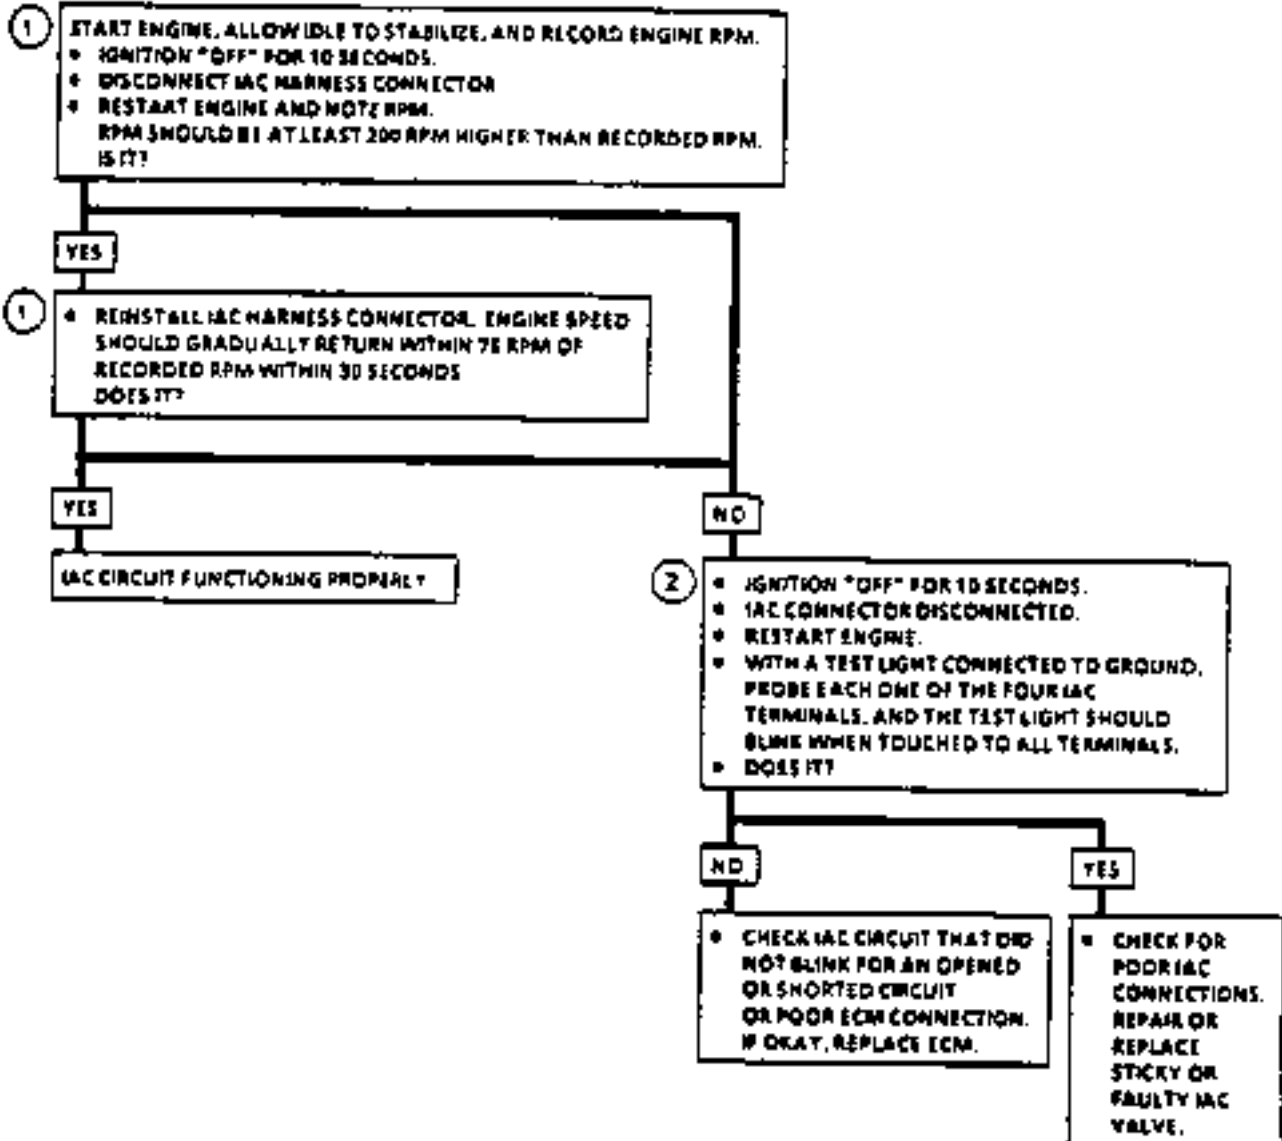 1
START ENGINE, ALLOW IDLE TO STABILIZE, AND RECORD ENGINE RPM.
• IGNITION "OFF" FOR 10 SECONDS.
• DISCONNECT IAC HARNESS CONNECTOR
• RESTART ENGINE AND NOTE RPM.
RPM SHOULD BE AT LEAST 200 RPM HIGHER THAN RECORDED RPM.
IS IT?
YES
1
• REINSTALL IAC HARNESS CONNECTOR. ENGINE SPEED
SHOULD GRADUALLY RETURN WITHIN 75 RPM OF
RECORDED RPM WITHIN 30 SECONDS
DOES IT?
YES
IAC CIRCUIT FUNCTIONING PROPERLY
NO
2
• IGNITION "OFF" FOR 10 SECONDS.
• IAC CONNECTOR DISCONNECTED.
• RESTART ENGINE.
• WITH A TEST LIGHT CONNECTED TO GROUND,
PROBE EACH ONE OF THE FOUR IAC
TERMINALS, AND THE TEST LIGHT SHOULD
BLINK WHEN TOUCHED TO ALL TERMINALS.
• DOES IT?
NO
• CHECK IAC CIRCUIT THAT DID
NOT BLINK FOR AN OPENED
OR SHORTED CIRCUIT
OR POOR ECM CONNECTION.
IF OKAY, REPLACE ECM.
YES
• CHECK FOR
POOR IAC
CONNECTIONS.
REPAIR OR
REPLACE
STICKY OR
FAULTY IAC
VALVE.